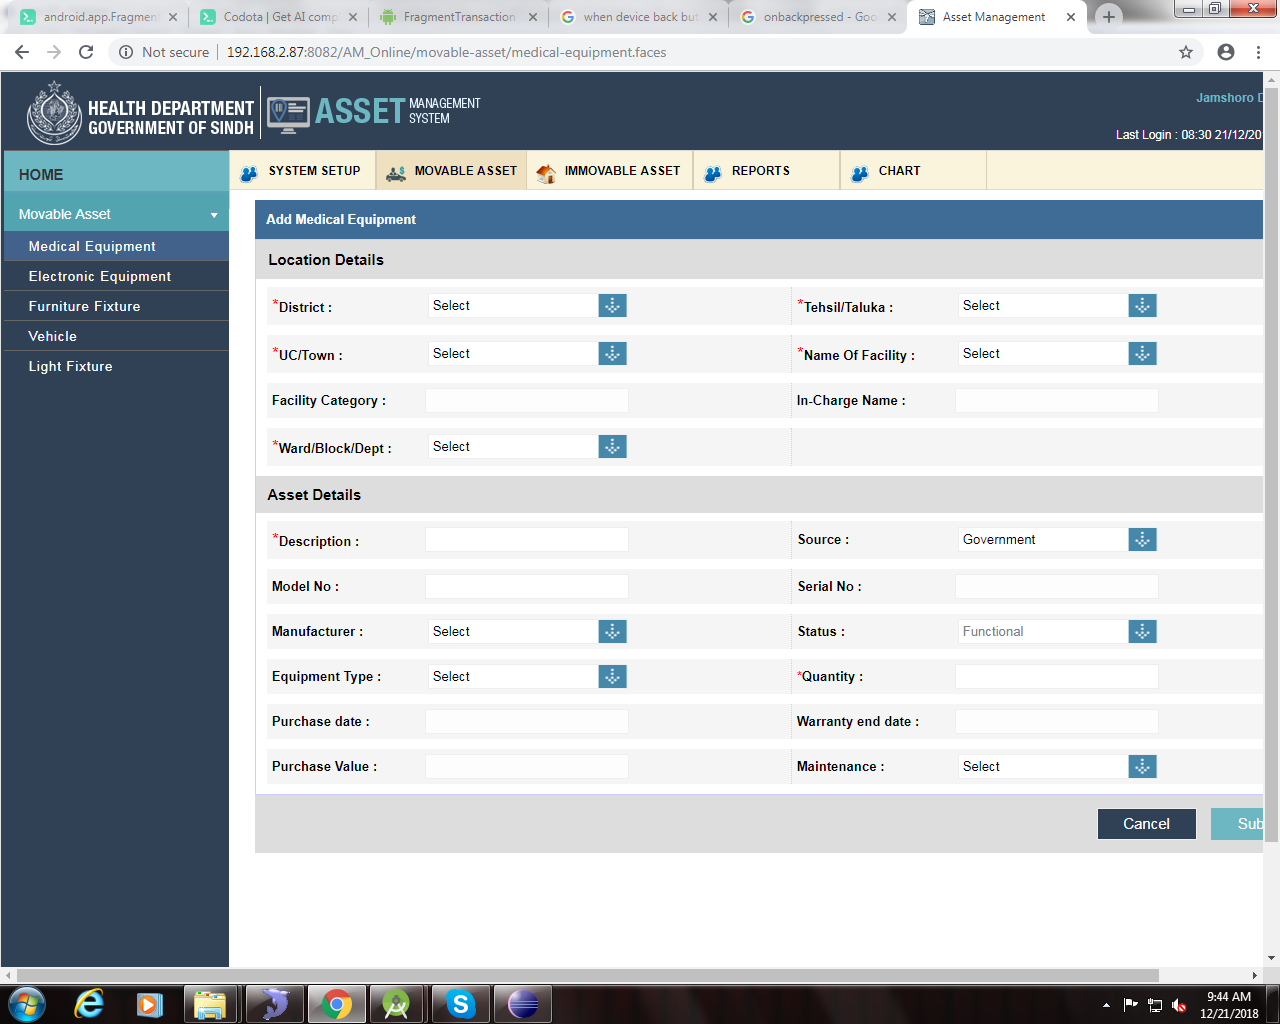 android.app.Fragmen
Codota | Get AI comp
FragmentTransaction
when device back but
onbackpressed - Goo
Asset Management
Not secure
192.168.2.87:8082/AM_Online/movable-asset/medical-equipment.faces
HEALTH DEPARTMENT
GOVERNMENT OF SINDH
ASSET MANAGEMENT SYSTEM
Jamshoro D
Last Login : 08:30 21/12/20
HOME
SYSTEM SETUP
MOVABLE ASSET
IMMOVABLE ASSET
REPORTS
CHART
Movable Asset
Medical Equipment
Electronic Equipment
Furniture Fixture
Vehicle
Light Fixture
Add Medical Equipment
Location Details
*District : Select
*Tehsil/Taluka : Select
*UC/Town : Select
*Name Of Facility : Select
Facility Category :
In-Charge Name :
*Ward/Block/Dept : Select
Asset Details
*Description :
Source : Government
Model No :
Serial No :
Manufacturer : Select
Status : Functional
Equipment Type : Select
*Quantity :
Purchase date :
Warranty end date :
Purchase Value :
Maintenance : Select
Cancel
Sub
9:44 AM
12/21/2018